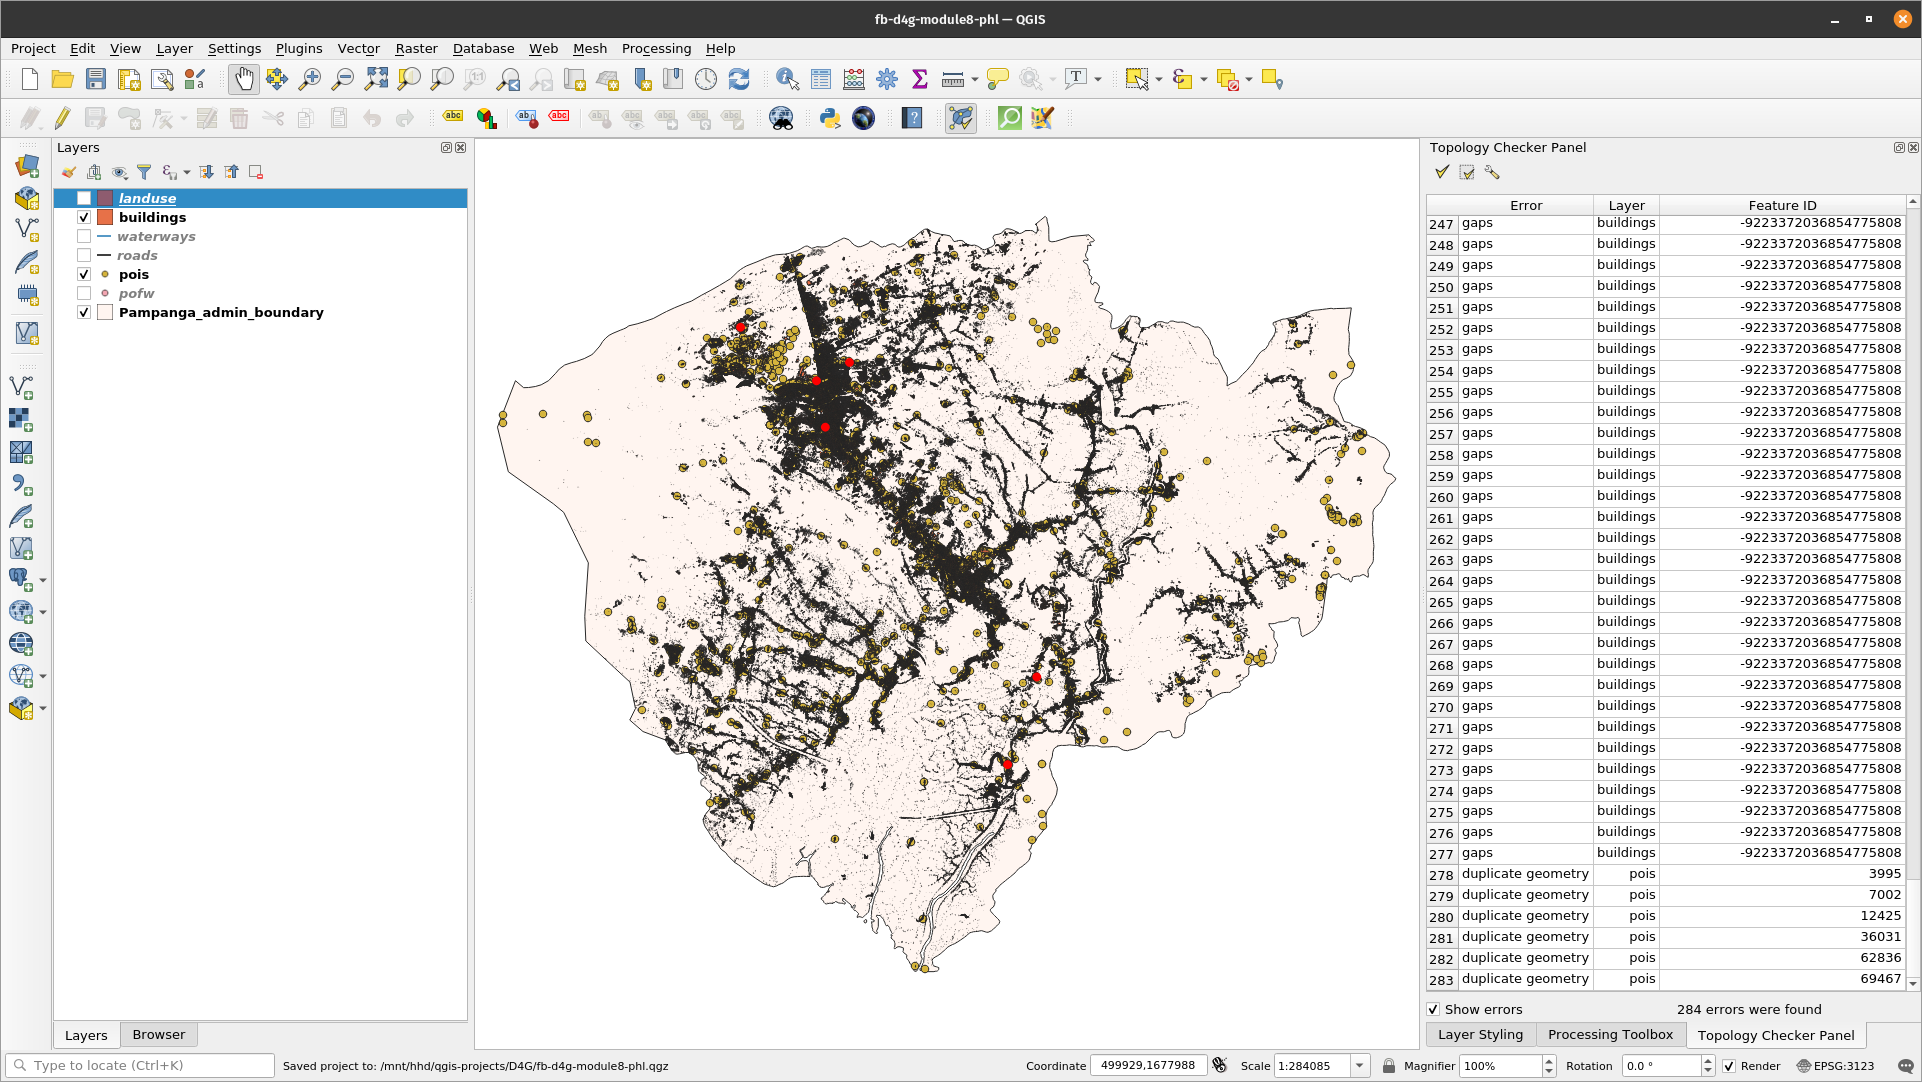 fb-d4g-module8-phl — QGIS
Project Edit View Layer Settings Plugins Vector Raster Database Web Mesh Processing Help
Layers
landuse
buildings
waterways
roads
pois
pofw
Pampanga_admin_boundary
Layers Browser
Topology Checker Panel
Error Layer Feature ID
247 gaps buildings -9223372036854775808
248 gaps buildings -9223372036854775808
249 gaps buildings -9223372036854775808
250 gaps buildings -9223372036854775808
251 gaps buildings -9223372036854775808
252 gaps buildings -9223372036854775808
253 gaps buildings -9223372036854775808
254 gaps buildings -9223372036854775808
255 gaps buildings -9223372036854775808
256 gaps buildings -9223372036854775808
257 gaps buildings -9223372036854775808
258 gaps buildings -9223372036854775808
259 gaps buildings -9223372036854775808
260 gaps buildings -9223372036854775808
261 gaps buildings -9223372036854775808
262 gaps buildings -9223372036854775808
263 gaps buildings -9223372036854775808
264 gaps buildings -9223372036854775808
265 gaps buildings -9223372036854775808
266 gaps buildings -9223372036854775808
267 gaps buildings -9223372036854775808
268 gaps buildings -9223372036854775808
269 gaps buildings -9223372036854775808
270 gaps buildings -9223372036854775808
271 gaps buildings -9223372036854775808
272 gaps buildings -9223372036854775808
273 gaps buildings -9223372036854775808
274 gaps buildings -9223372036854775808
275 gaps buildings -9223372036854775808
276 gaps buildings -9223372036854775808
277 gaps buildings -9223372036854775808
278 duplicate geometry pois 3995
279 duplicate geometry pois 7002
280 duplicate geometry pois 12425
281 duplicate geometry pois 36031
282 duplicate geometry pois 62836
283 duplicate geometry pois 69467
Show errors 284 errors were found
Layer Styling Processing Toolbox Topology Checker Panel
Type to locate (Ctrl+K) Saved project to: /mnt/hhd/qgis-projects/D4G/fb-d4g-module8-phl.qgz Coordinate 499929,1677988 Scale 1:284085 Magnifier 100% Rotation 0.0 ° Render EPSG:3123